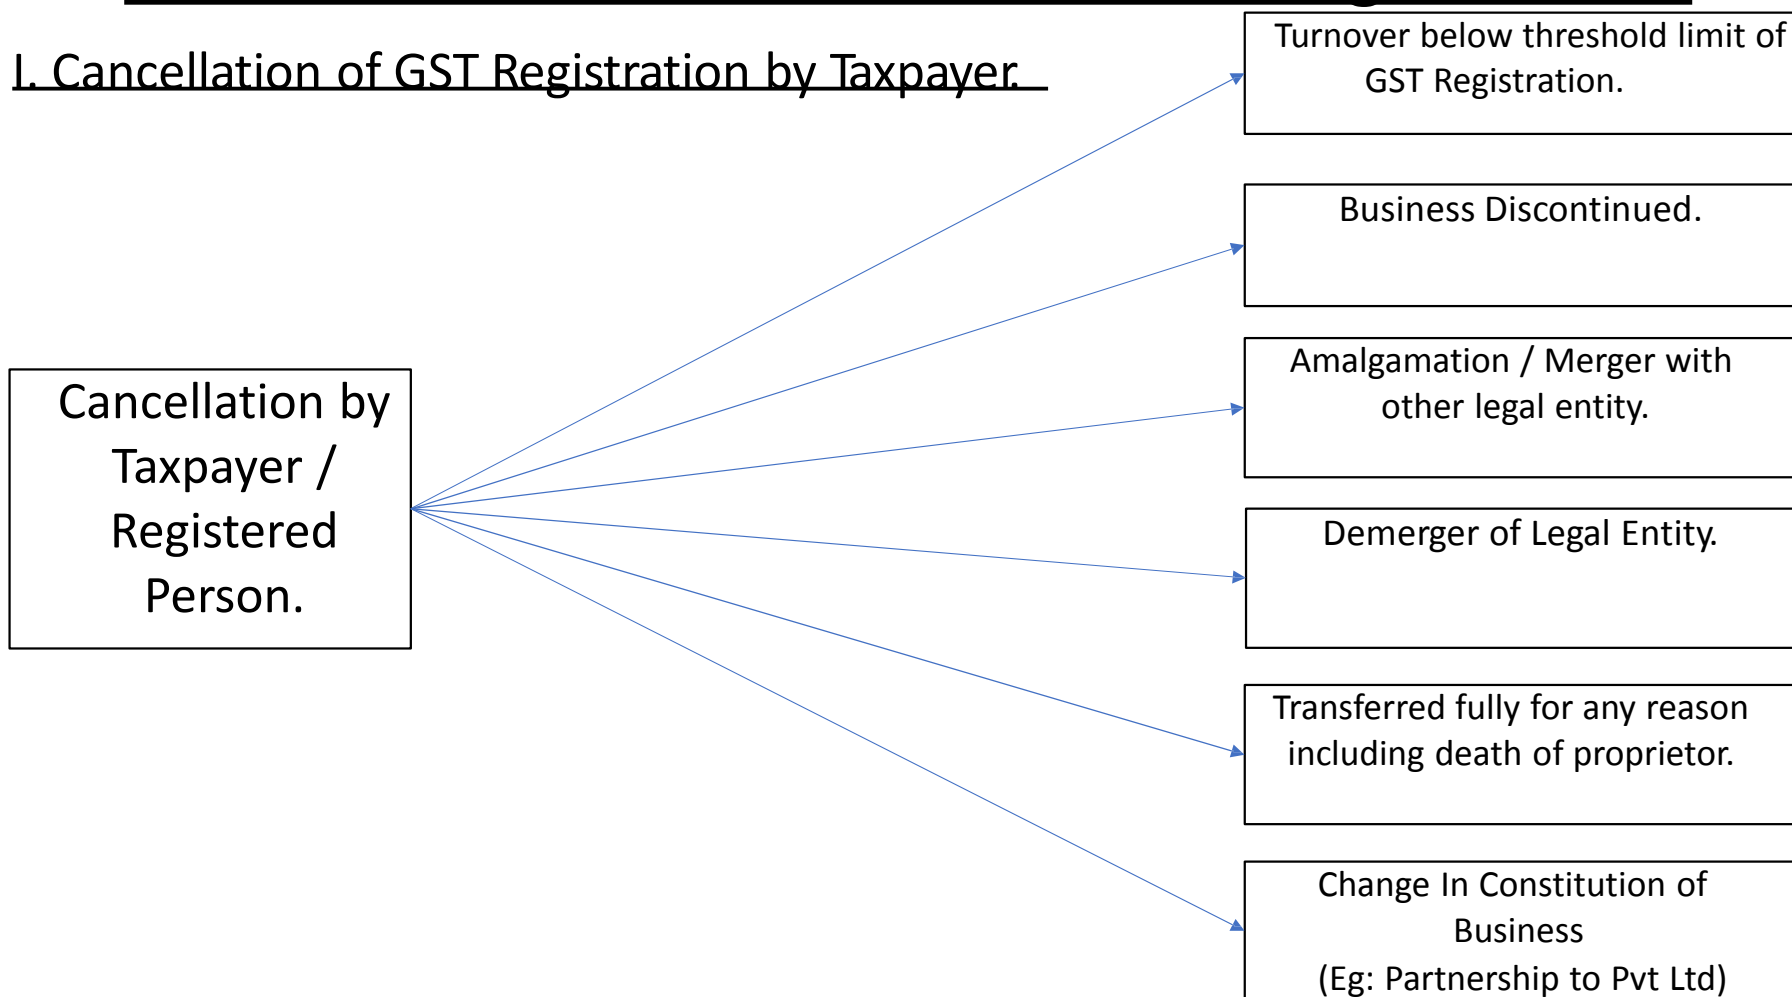 I. Cancellation of GST Registration by Taxpayer.
Turnover below threshold limit of
GST Registration.
Business Discontinued.
Amalgamation / Merger with
other legal entity.
Cancellation by
Taxpayer /
Registered
Person.
Demerger of Legal Entity.
Transferred fully for any reason
including death of proprietor.
Change In Constitution of
Business
(Eg: Partnership to Pvt Ltd)